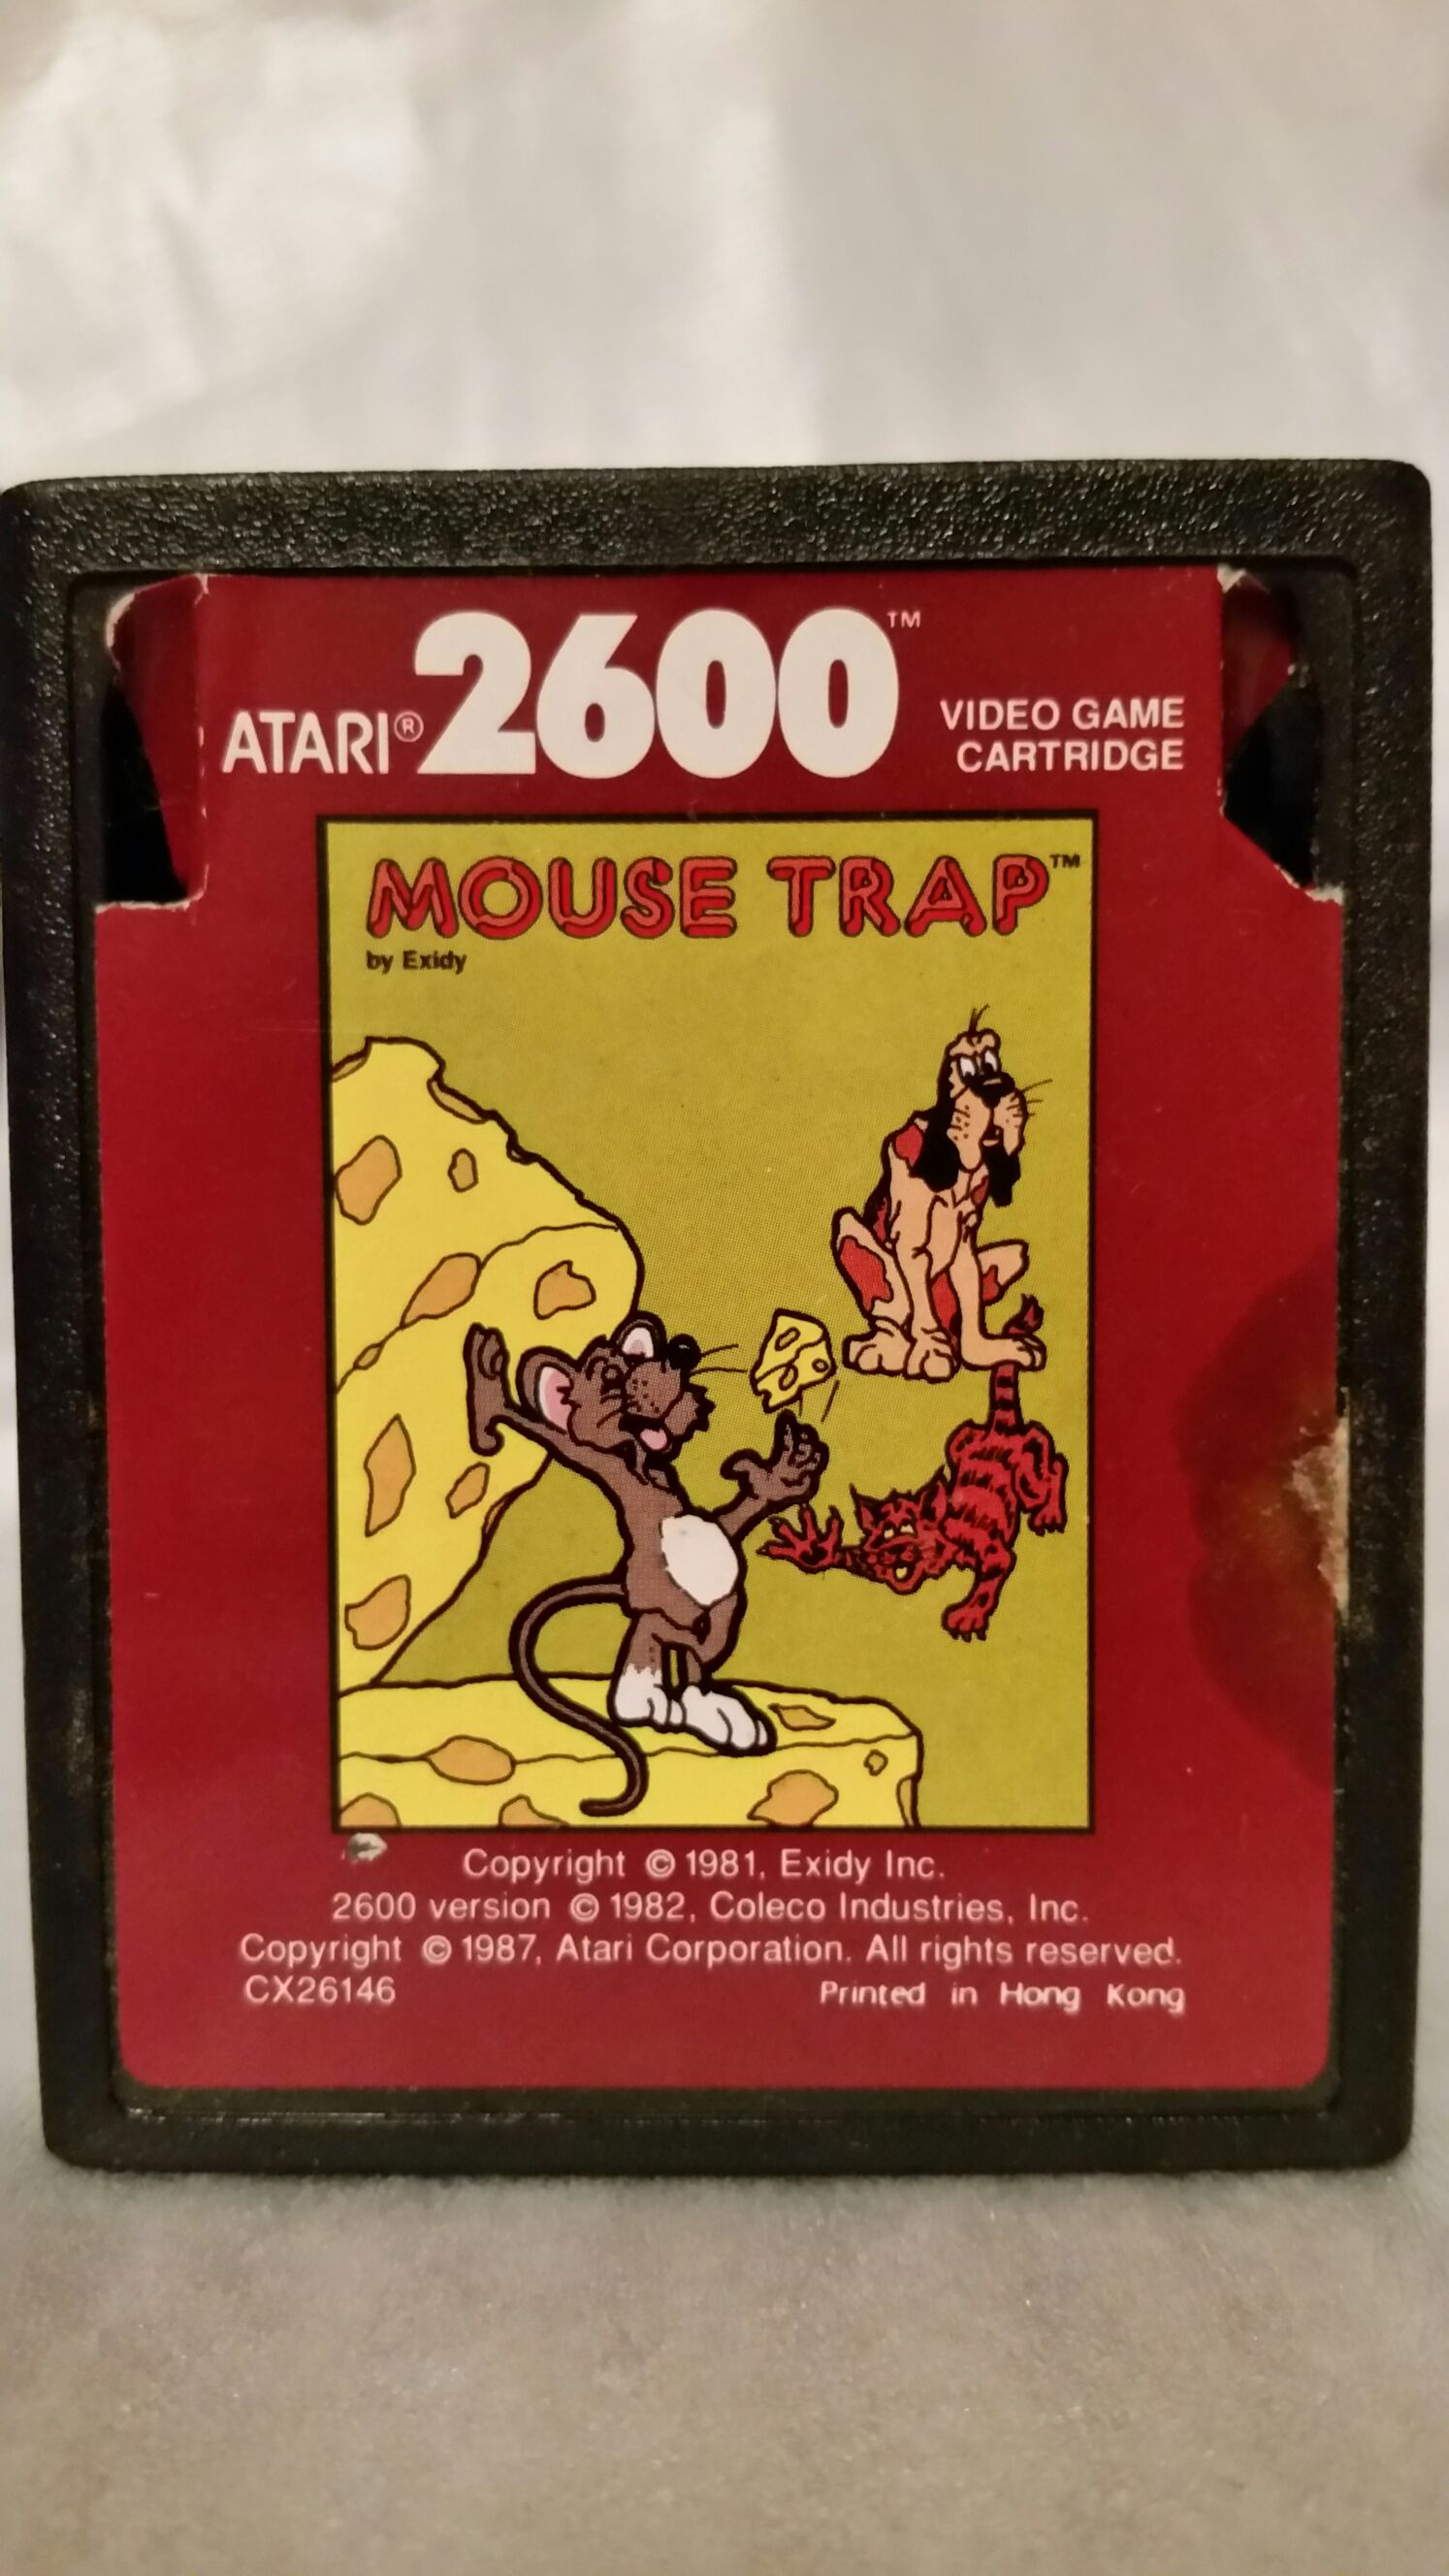 ATARI® 2600™ VIDEO GAME
CARTRIDGE
MOUSE TRAP™
by Exidy
Copyright © 1981, Exidy Inc.
2600 version © 1982, Coleco Industries, Inc.
Copyright © 1987, Atari Corporation. All rights reserved.
CX26146 Printed in Hong Kong